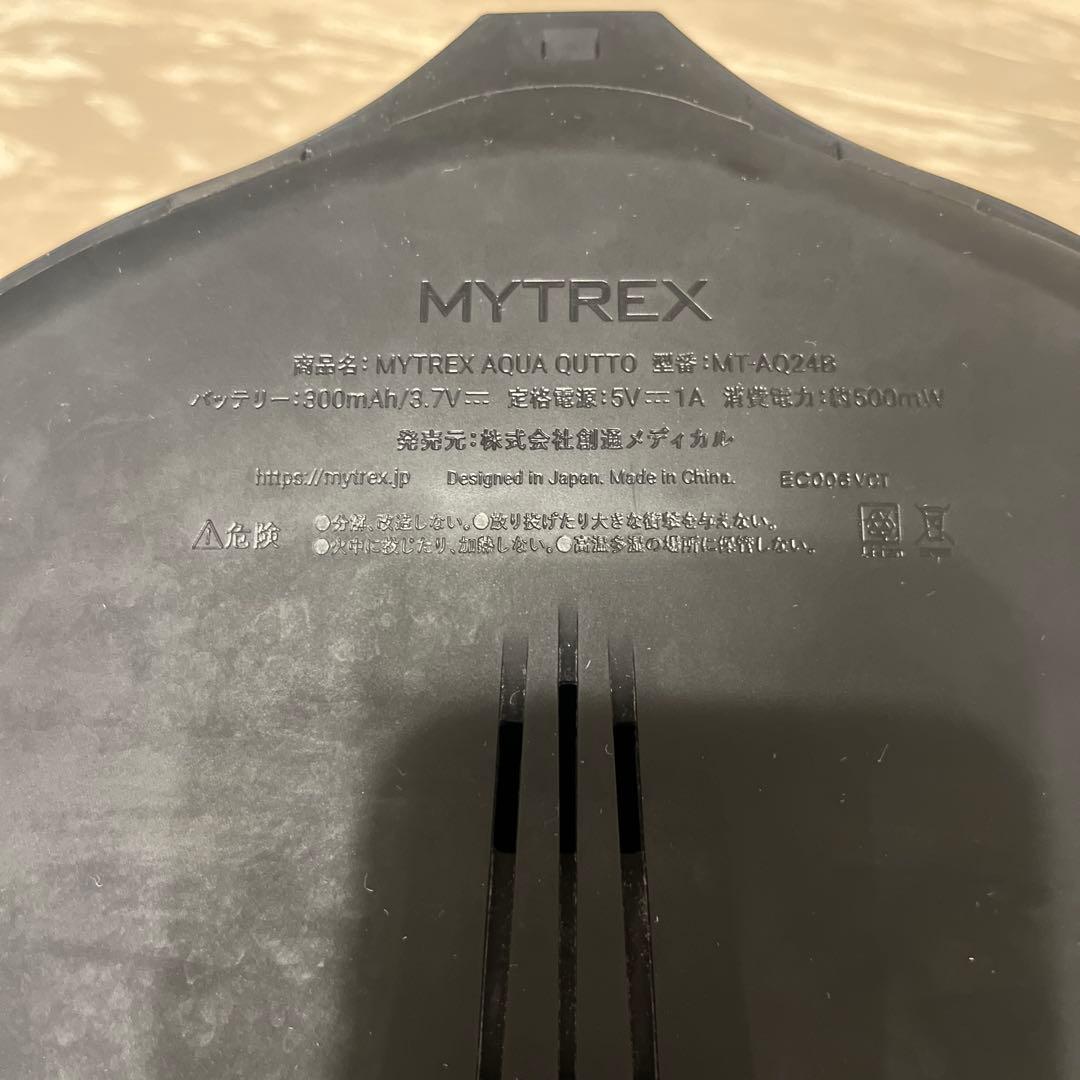 MYTREX
商品名：MYTREX AQUA QUTTO 型番：MT-AQ24B
バッテリー：300mAh/3.7V⎓ 定格電源：5V⎓1A 消費電力：約500mW
発売元：株式会社創通メディカル
https://mytrex.jp Designed in Japan. Made in China. EC006VCT
⚠危険 ●分解、改造しない。●放り投げたり大きな衝撃を与えない。
●火中に投じたり、加熱しない。●高温多湿の場所に保管しない。